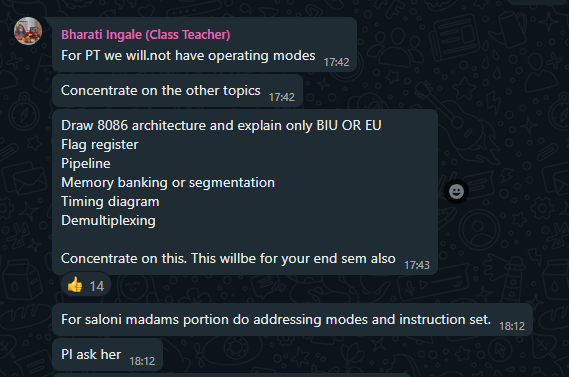 Bharati Ingale (Class Teacher)
For PT we will.not have operating modes
17:42
Concentrate on the other topics
17:42
Draw 8086 architecture and explain only BIU OR EU
Flag register
Pipeline
Memory banking or segmentation
Timing diagram
Demultiplexing
Concentrate on this. This willbe for your end sem also
17:43
👍 14
For saloni madams portion do addressing modes and instruction set.
18:12
Pl ask her
18:12